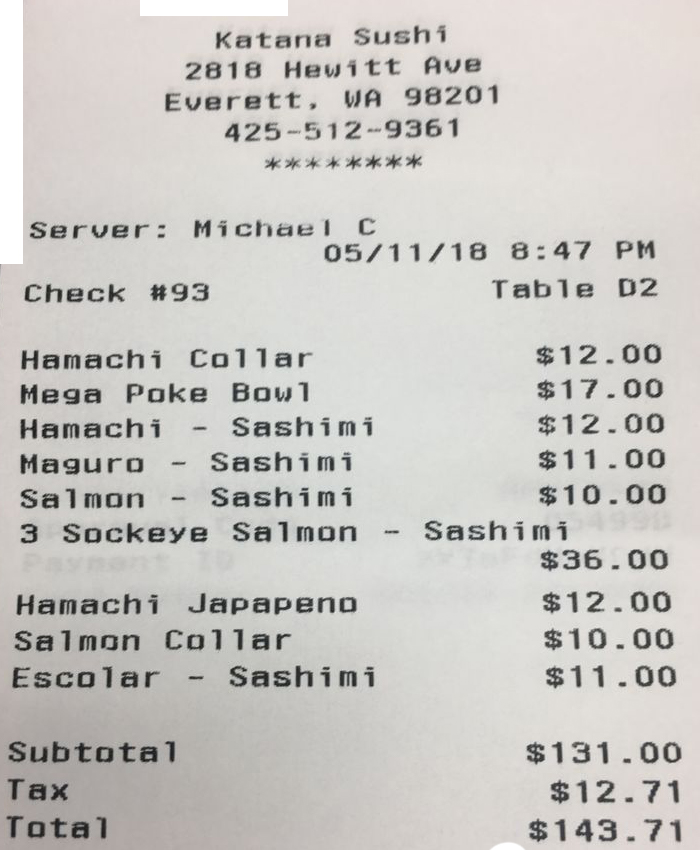 Katana Sushi
2818 Hewitt Ave
Everett, WA 98201
425-512-9361
********
Server: Michael C
05/11/18 8:47 PM
Check #93 Table D2
Hamachi Collar $12.00
Mega Poke Bowl $17.00
Hamachi - Sashimi $12.00
Maguro - Sashimi $11.00
Salmon - Sashimi $10.00
3 Sockeye Salmon - Sashimi
$36.00
Hamachi Japapeno $12.00
Salmon Collar $10.00
Escolar - Sashimi $11.00
Subtotal $131.00
Tax $12.71
Total $143.71